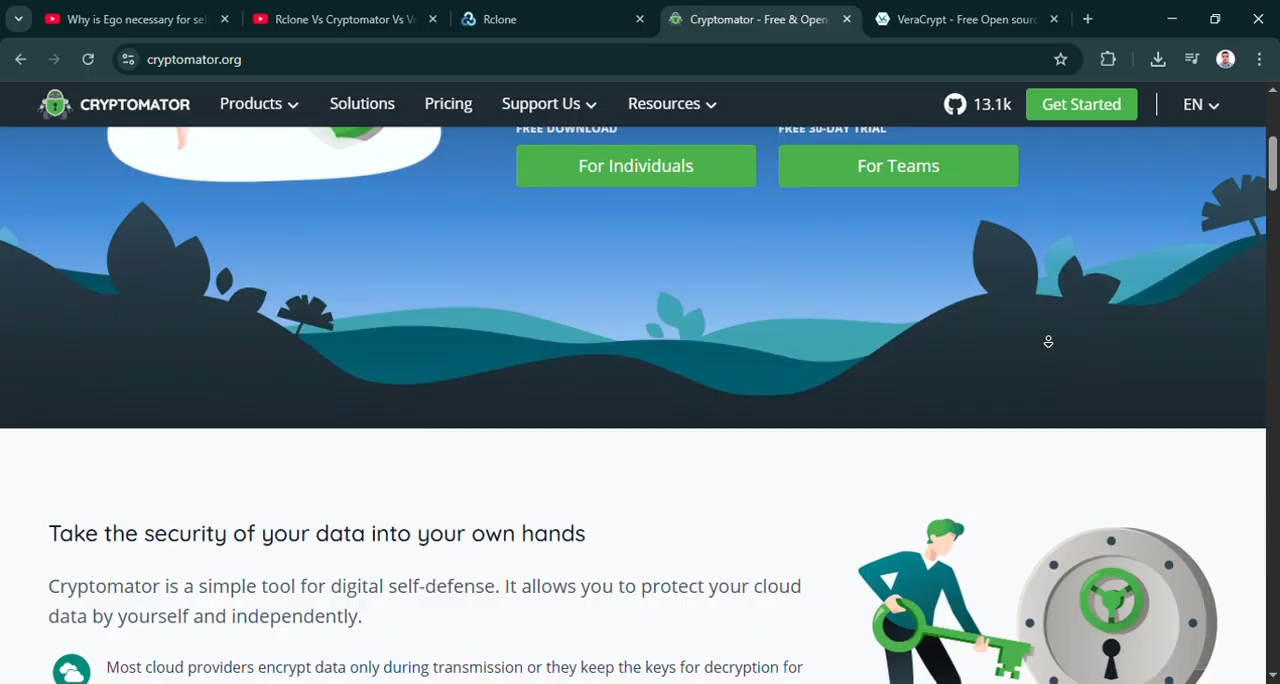 Why is Ego necessary for sel
Rclone Vs Cryptomator Vs Ve
Rclone
Cryptomator - Free & Open
VeraCrypt - Free Open sourc
cryptomator.org
CRYPTOMATOR
Products
Solutions
Pricing
Support Us
Resources
13.1k
Get Started
EN
FREE DOWNLOAD
FREE 30-DAY TRIAL
For Individuals
For Teams
Take the security of your data into your own hands
Cryptomator is a simple tool for digital self-defense. It allows you to protect your cloud
data by yourself and independently.
Most cloud providers encrypt data only during transmission or they keep the keys for decryption for